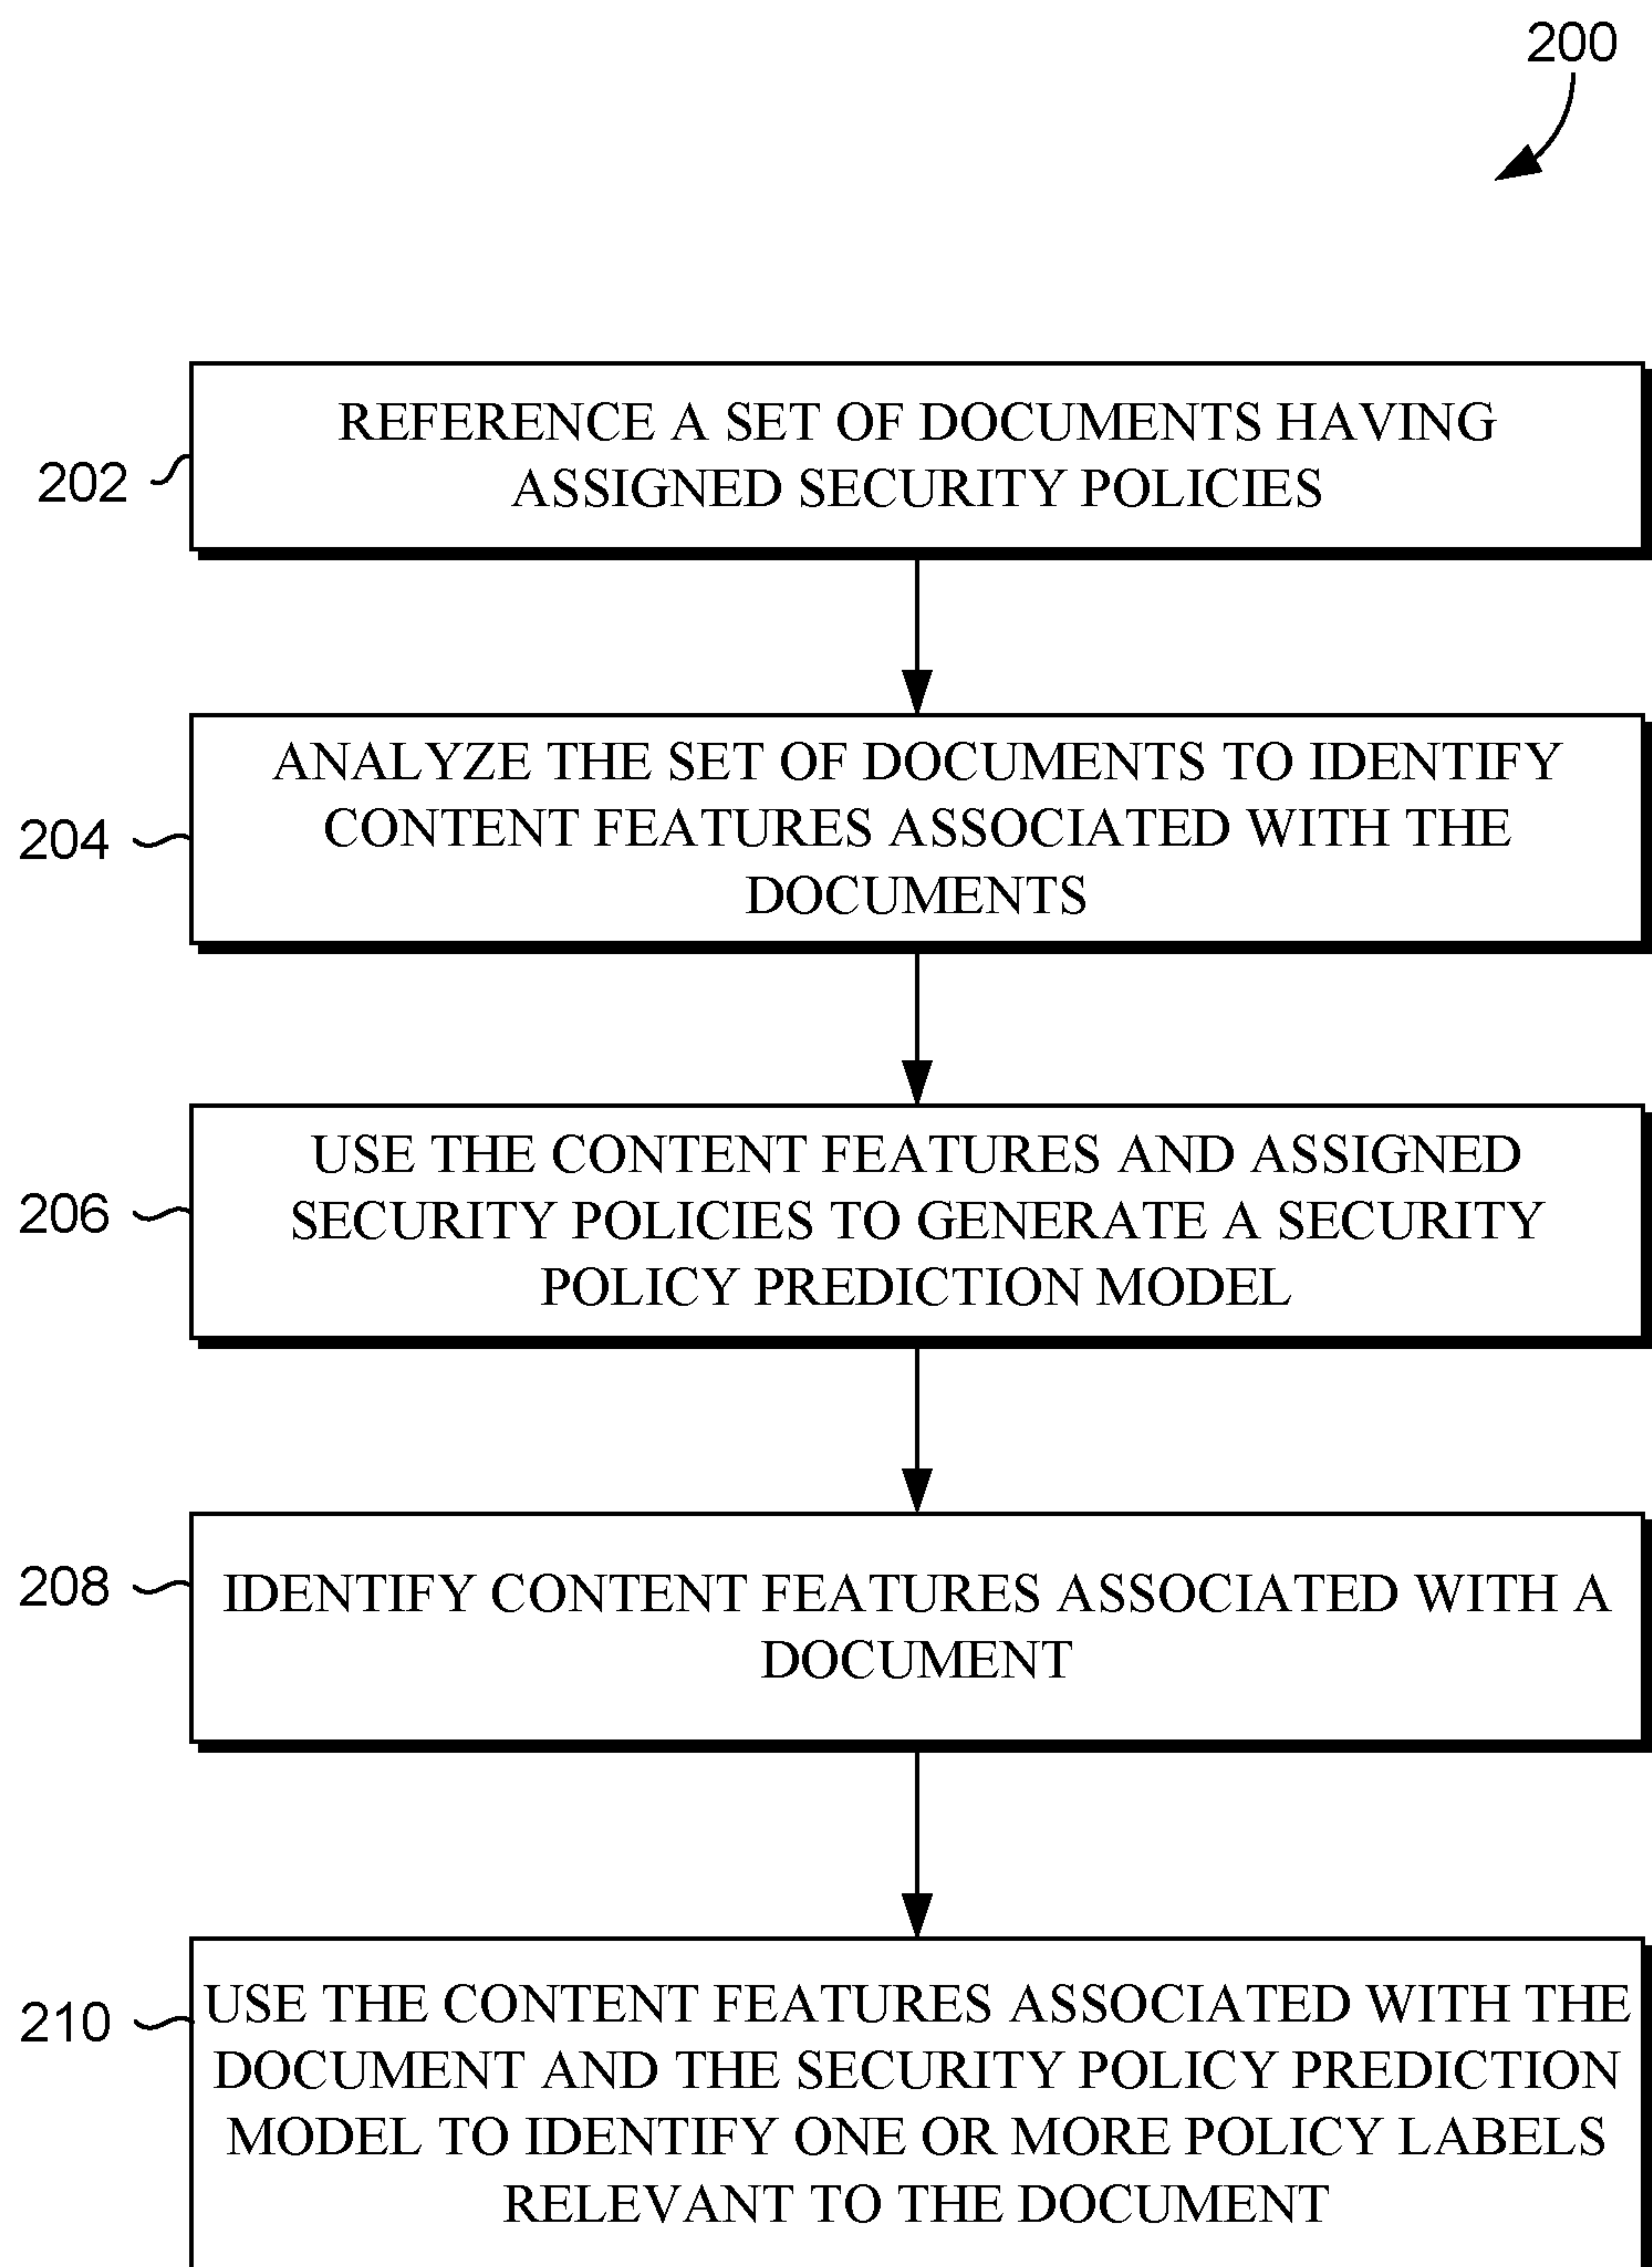 200
202
REFERENCE A SET OF DOCUMENTS HAVING
ASSIGNED SECURITY POLICIES
204
ANALYZE THE SET OF DOCUMENTS TO IDENTIFY
CONTENT FEATURES ASSOCIATED WITH THE
DOCUMENTS
206
USE THE CONTENT FEATURES AND ASSIGNED
SECURITY POLICIES TO GENERATE A SECURITY
POLICY PREDICTION MODEL
208
IDENTIFY CONTENT FEATURES ASSOCIATED WITH A
DOCUMENT
210
USE THE CONTENT FEATURES ASSOCIATED WITH THE
DOCUMENT AND THE SECURITY POLICY PREDICTION
MODEL TO IDENTIFY ONE OR MORE POLICY LABELS
RELEVANT TO THE DOCUMENT